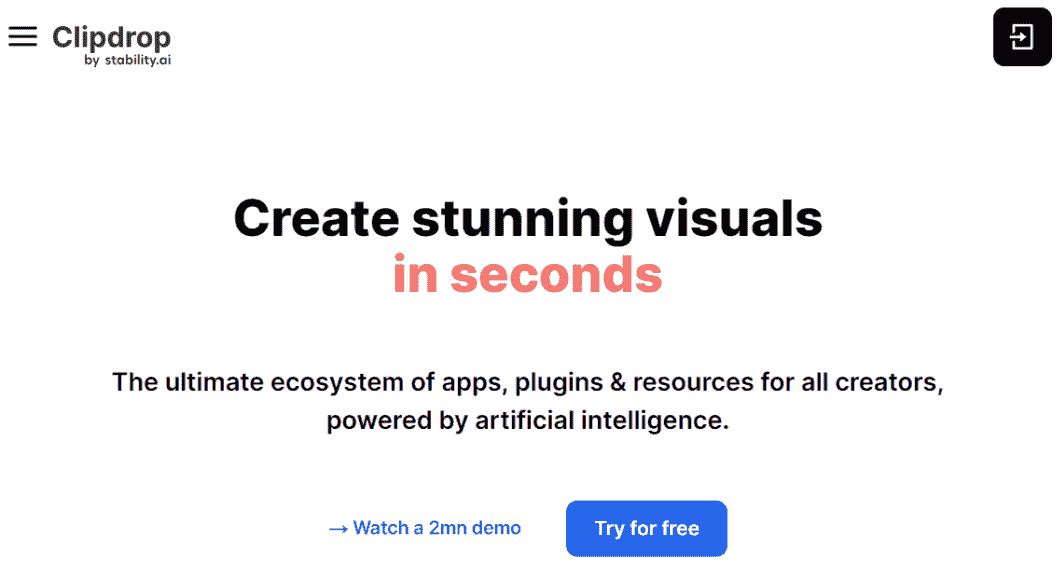 Clipdrop
by stability.ai
Create stunning visuals
in seconds
The ultimate ecosystem of apps, plugins & resources for all creators,
powered by artificial intelligence.
→ Watch a 2mn demo
Try for free